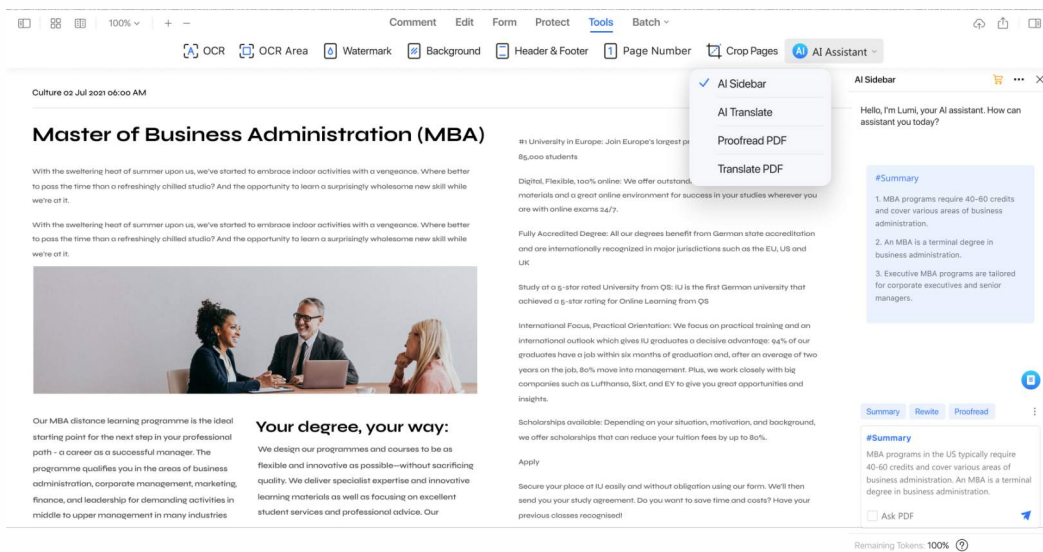 100%
+ −
Comment Edit Form Protect Tools Batch
OCR OCR Area Watermark Background Header & Footer 1 Page Number Crop Pages AI AI Assistant
AI Sidebar
AI Translate
Proofread PDF
Translate PDF
Culture 02 Jul 2021 06:00 AM
Master of Business Administration (MBA)
With the sweltering heat of summer upon us, we've started to embrace indoor activities with a vengeance. Where better
to pass the time than a refreshingly chilled studio? And the opportunity to learn a surprisingly wholesome new skill while
we're at it.
With the sweltering heat of summer upon us, we've started to embrace indoor activities with a vengeance. Where better
to pass the time than a refreshingly chilled studio? And the opportunity to learn a surprisingly wholesome new skill while
we're at it.
Our MBA distance learning programme is the ideal
starting point for the next step in your professional
path - a career as a successful manager. The
programme qualifies you in the areas of business
administration, corporate management, marketing,
finance, and leadership for demanding activities in
middle to upper management in many industries
Your degree, your way:
We design our programmes and courses to be as
flexible and innovative as possible—without sacrificing
quality. We deliver specialist expertise and innovative
learning materials as well as focusing on excellent
student services and professional advice. Our
#1 University in Europe: Join Europe's largest
85,000 students
Digital, Flexible, 100% online: We offer
materials and a great online environment for success in your studies wherever you
are with online exams 24/7.
Fully Accredited Degree: All our degrees benefit from German state accreditation
and are internationally recognized in major jurisdictions such as the EU, US and
UK
Study at a 5-star rated University from QS: IU is the first German university that
achieved a 5-star rating for Online Learning from QS
International Focus, Practical Orientation: We focus on practical training and an
international outlook which gives IU graduates a decisive advantage: 94% of our
graduates have a job within six months of graduation and, after an average of two
years on the job, 80% move into management. Plus, we work closely with big
companies such as Lufthansa, Sixt, and EY to give you great opportunities and
insights.
Scholarships available: Depending on your situation, motivation, and background,
we offer scholarships that can reduce your tuition fees by up to 80%.
Apply
Secure your place at IU easily and without obligation using our form. We'll then
send you your study agreement. Do you want to save time and costs? Have your
previous classes recognised!
AI Sidebar
Hello, I'm Lumi, your AI assistant. How can
assistant you today?
#Summary
1. MBA programs require 40-60 credits
and cover various areas of business
administration.
2. An MBA is a terminal degree in
business administration.
3. Executive MBA programs are tailored
for corporate executives and senior
managers.
Summary Rewite Proofread
#Summary
MBA programs in the US typically require
40-60 credits and cover various areas of
business administration. An MBA is a terminal
degree in business administration.
Ask PDF
Remaining Tokens: 100% ?